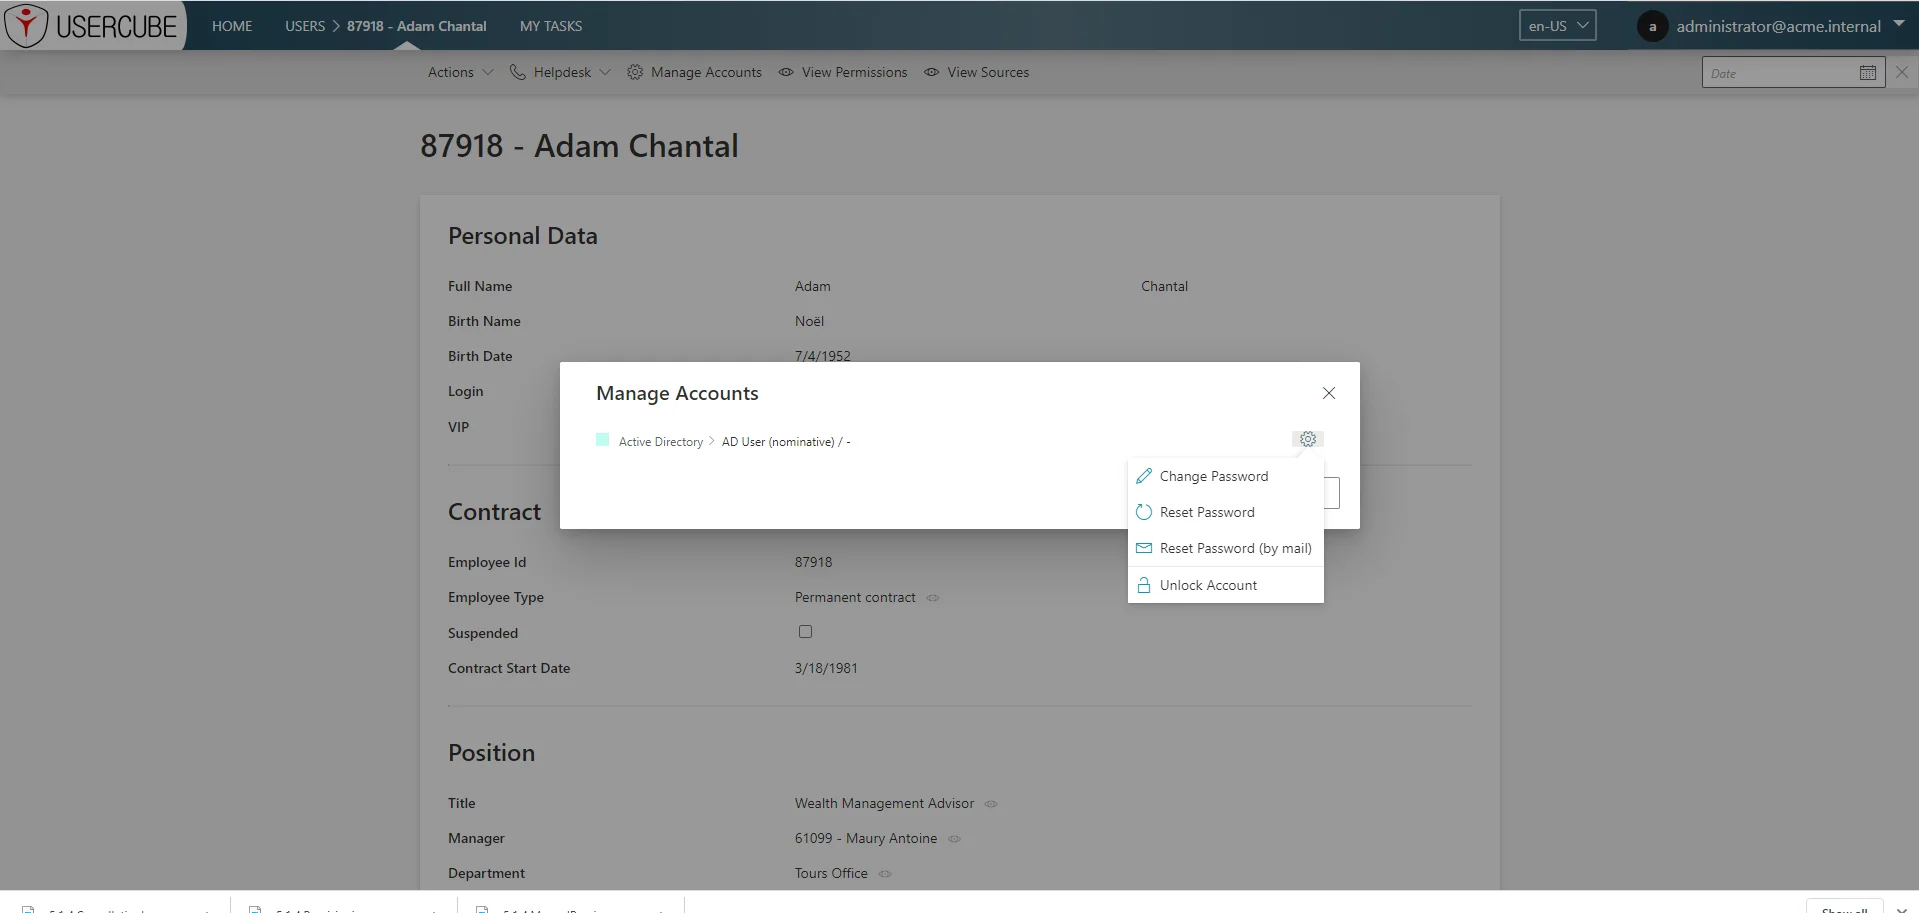 USERCUBE HOME USERS > 87918 - Adam Chantal MY TASKS en-US a administrator@acme.internal
Actions Helpdesk Manage Accounts View Permissions View Sources Date
87918 - Adam Chantal
Personal Data
Full Name Adam Chantal
Birth Name Noël
Birth Date 7/4/1952
Login
VIP
Manage Accounts
Active Directory > AD User (nominative) / -
Change Password
Reset Password
Reset Password (by mail)
Unlock Account
Contract
Employee Id 87918
Employee Type Permanent contract
Suspended
Contract Start Date 3/18/1981
Position
Title Wealth Management Advisor
Manager 61099 - Maury Antoine
Department Tours Office
Show all